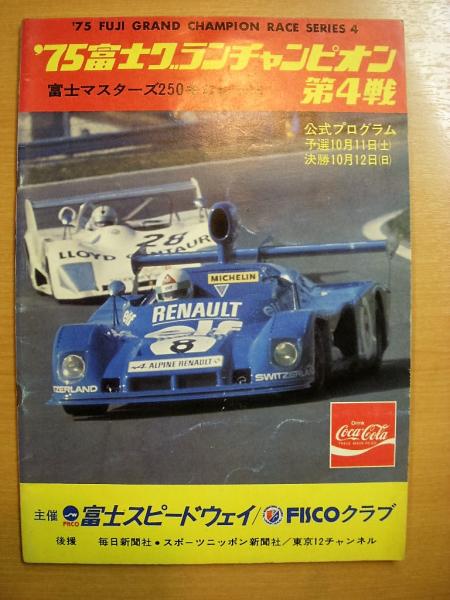 '75 FUJI GRAND CHAMPION RACE SERIES 4
'75富士グランチャンピオン
富士マスターズ250
第4戦
公式プログラム
予選10月11日(土)
決勝10月12日(日)
LLOYD
28
MICHELIN
RENAULT
elf
elf
8
ALPINE RENAULT
SWITZERLAND
Drink
Coca-Cola
主催 FISCO 富士スピードウェイ/FISCOクラブ
後援 毎日新聞社・スポーツニッポン新聞社/東京12チャンネル